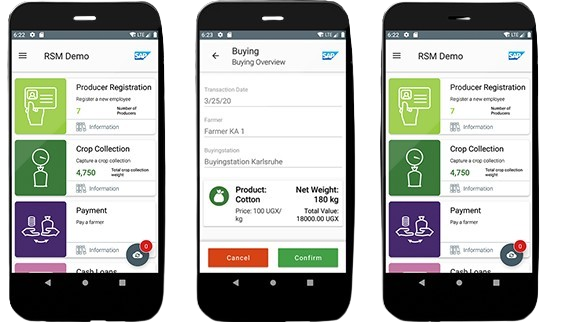 6:22
LTE
RSM Demo
SAP
Producer Registration
Register a new employee
7
Number of
Producers
Information
Crop Collection
Capture a crop collection
4,750
Total crop collection
weight
Information
Payment
Pay a farmer
Information
0
Cash Loans
6:23
LTE
Buying
Buying Overview
SAP
Transaction Date
3/25/20
Farmer
Farmer KA 1
Buyingstation
Buyingstation Karlsruhe
Product:
Cotton
Price: 100 UGX/
kg
Net Weight:
180 kg
Total Value:
18000.00 UGX
Cancel
Confirm
6:22
LTE
RSM Demo
SAP
Producer Registration
Register a new employee
7
Number of
Producers
Information
Crop Collection
Capture a crop collection
4,750
Total crop collection
weight
Information
Payment
Pay a farmer
Information
0
Cash Loans